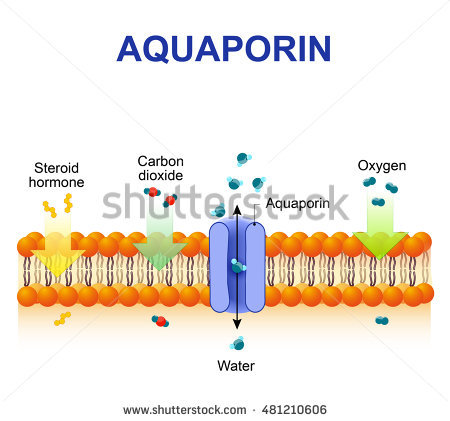 AQUAPORIN
Steroid
hormone
Carbon
dioxide
Oxygen
Aquaporin
shutterstock
Water
www.shutterstock.com · 481210606